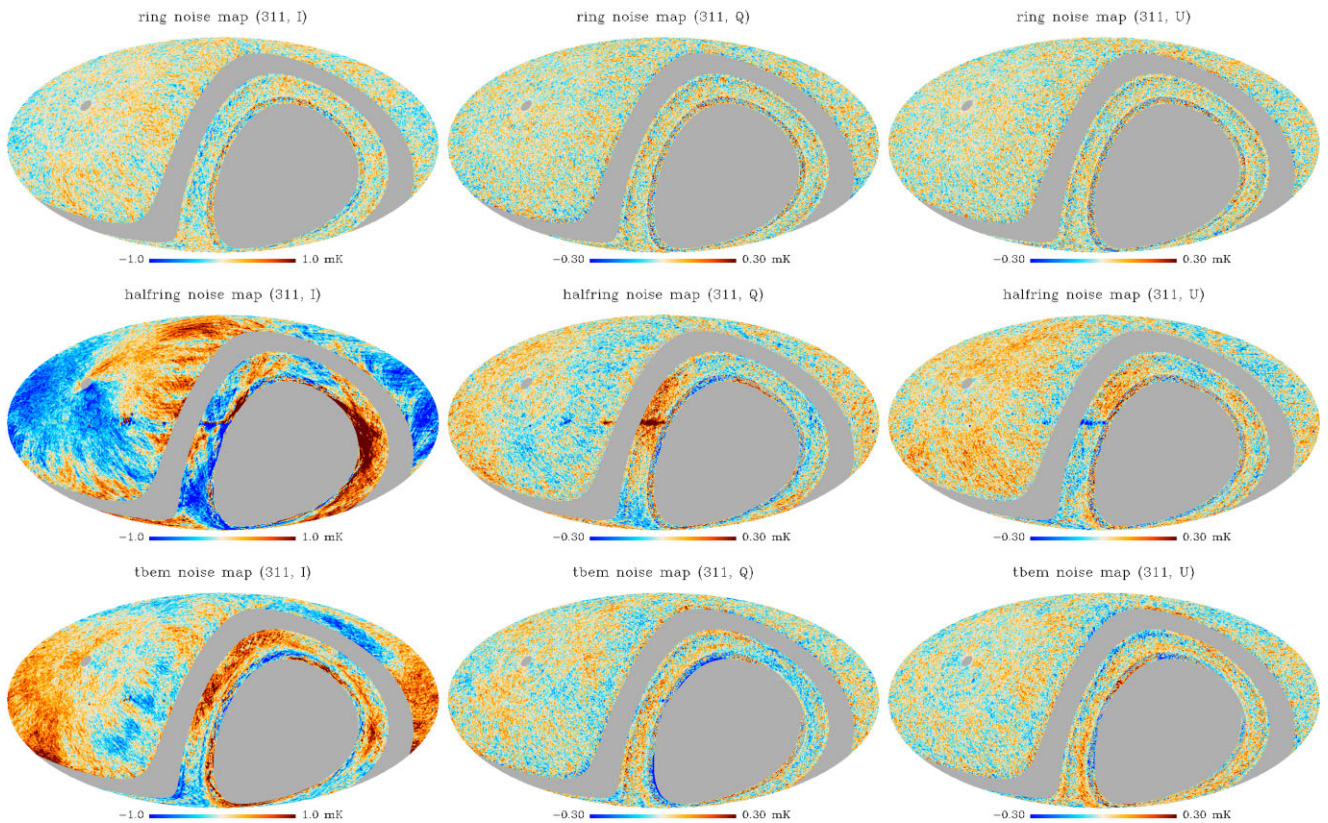 ring noise map (311, I)
ring noise map (311, Q)
ring noise map (311, U)
−1.0 1.0 mK
−0.30 0.30 mK
−0.30 0.30 mK
halfring noise map (311, I)
halfring noise map (311, Q)
halfring noise map (311, U)
−1.0 1.0 mK
−0.30 0.30 mK
−0.30 0.30 mK
tbem noise map (311, I)
tbem noise map (311, Q)
tbem noise map (311, U)
−1.0 1.0 mK
−0.30 0.30 mK
−0.30 0.30 mK